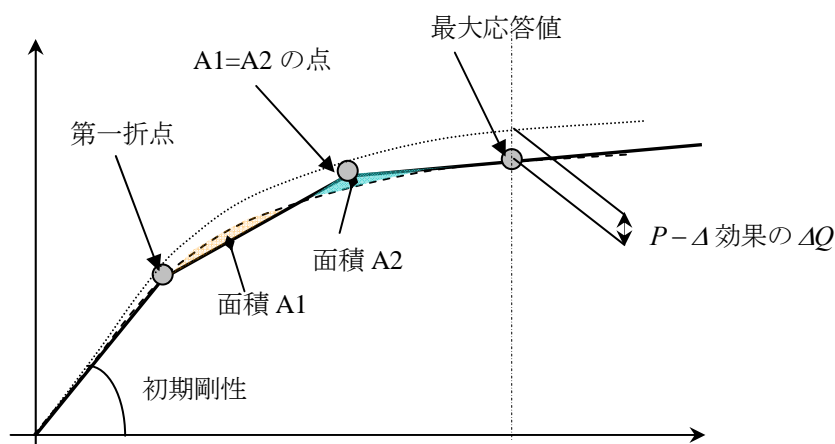 最大応答値
A1=A2 の点
第一折点
P－Δ 効果の ΔQ
面積 A2
面積 A1
初期剛性